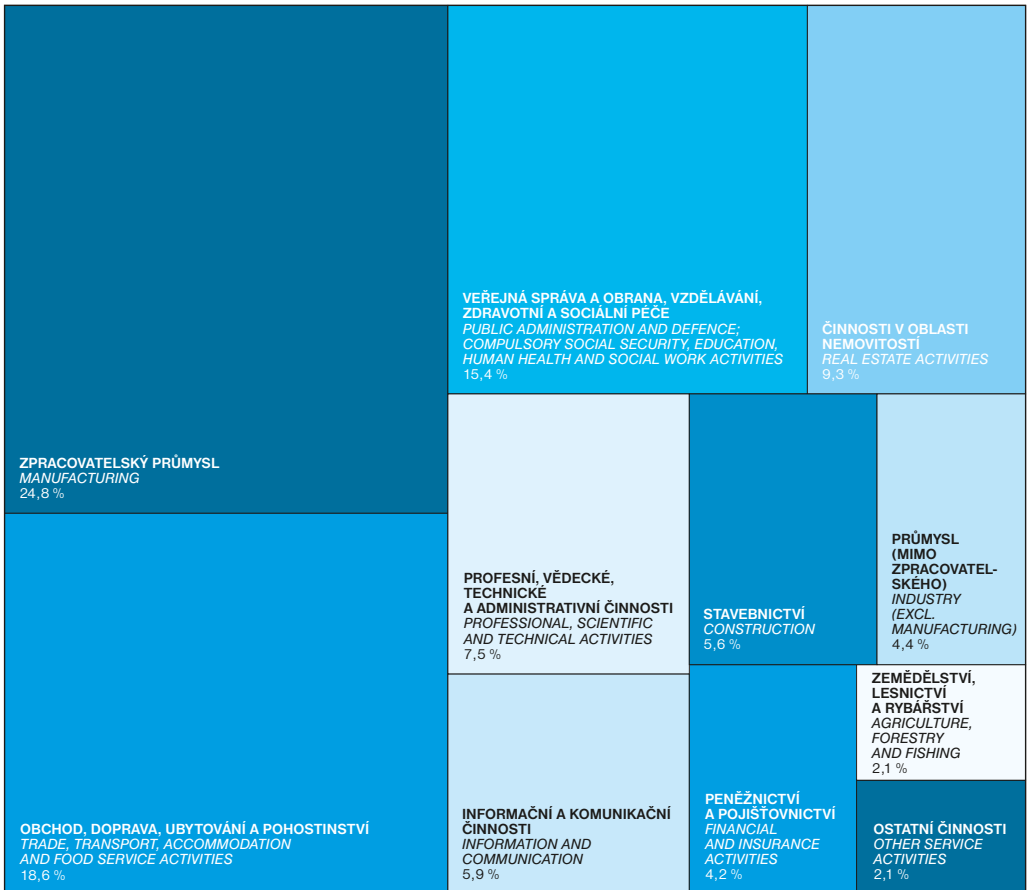 ZPRACOVATELSKÝ PRŮMYSL
MANUFACTURING
24,8 %
OBCHOD, DOPRAVA, UBYTOVÁNÍ A POHOSTINSTVÍ
TRADE, TRANSPORT, ACCOMMODATION
AND FOOD SERVICE ACTIVITIES
18,6 %
VEŘEJNÁ SPRÁVA A OBRANA, VZDĚLÁVÁNÍ,
ZDRAVOTNÍ A SOCIÁLNÍ PÉČE
PUBLIC ADMINISTRATION AND DEFENCE;
COMPULSORY SOCIAL SECURITY, EDUCATION,
HUMAN HEALTH AND SOCIAL WORK ACTIVITIES
15,4 %
ČINNOSTI V OBLASTI
NEMOVITOSTÍ
REAL ESTATE ACTIVITIES
9,3 %
PROFESNÍ, VĚDECKÉ,
TECHNICKÉ
A ADMINISTRATIVNÍ ČINNOSTI
PROFESSIONAL, SCIENTIFIC
AND TECHNICAL ACTIVITIES
7,5 %
STAVEBNICTVÍ
CONSTRUCTION
5,6 %
PRŮMYSL
(MIMO
ZPRACOVATEL-
SKÉHO)
INDUSTRY
(EXCL.
MANUFACTURING)
4,4 %
INFORMAČNÍ A KOMUNIKAČNÍ
ČINNOSTI
INFORMATION AND
COMMUNICATION
5,9 %
PENĚŽNICTVÍ
A POJIŠŤOVNICTVÍ
FINANCIAL
AND INSURANCE
ACTIVITIES
4,2 %
ZEMĚDĚLSTVÍ,
LESNICTVÍ
A RYBÁŘSTVÍ
AGRICULTURE,
FORESTRY
AND FISHING
2,1 %
OSTATNÍ ČINNOSTI
OTHER SERVICE
ACTIVITIES
2,1 %